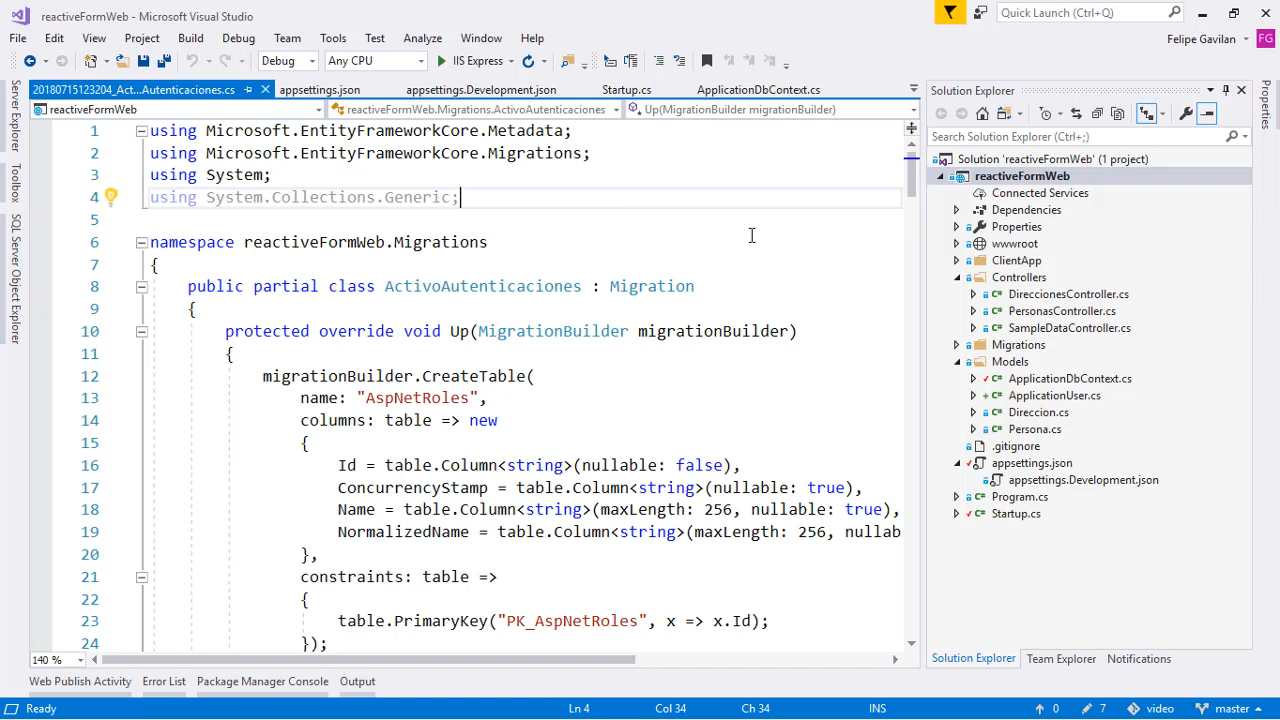 reactiveFormWeb - Microsoft Visual Studio
Quick Launch (Ctrl+Q)
File Edit View Project Build Debug Team Tools Test Analyze Window Help
Felipe Gavilan FG
Debug Any CPU IIS Express
20180715123204_Act...Autenticaciones.cs appsettings.json appsettings.Development.json Startup.cs ApplicationDbContext.cs
reactiveFormWeb reactiveFormWeb.Migrations.ActivoAutenticaciones Up(MigrationBuilder migrationBuilder)
Server Explorer
Toolbox
SQL Server Object Explorer
1 using Microsoft.EntityFrameworkCore.Metadata;
2 using Microsoft.EntityFrameworkCore.Migrations;
3 using System;
4 using System.Collections.Generic;
5
6 namespace reactiveFormWeb.Migrations
7 {
8 public partial class ActivoAutenticaciones : Migration
9 {
10 protected override void Up(MigrationBuilder migrationBuilder)
11 {
12 migrationBuilder.CreateTable(
13 name: "AspNetRoles",
14 columns: table => new
15 {
16 Id = table.Column<string>(nullable: false),
17 ConcurrencyStamp = table.Column<string>(nullable: true),
18 Name = table.Column<string>(maxLength: 256, nullable: true),
19 NormalizedName = table.Column<string>(maxLength: 256, nullab
20 },
21 constraints: table =>
22 {
23 table.PrimaryKey("PK_AspNetRoles", x => x.Id);
24 });
140 %
Solution Explorer
Search Solution Explorer (Ctrl+;)
Solution 'reactiveFormWeb' (1 project)
reactiveFormWeb
Connected Services
Dependencies
Properties
wwwroot
ClientApp
Controllers
C# DireccionesController.cs
C# PersonasController.cs
C# SampleDataController.cs
Migrations
Models
C# ApplicationDbContext.cs
C# ApplicationUser.cs
C# Direccion.cs
C# Persona.cs
.gitignore
appsettings.json
appsettings.Development.json
C# Program.cs
C# Startup.cs
Solution Explorer Team Explorer Notifications
Properties
Web Publish Activity Error List Package Manager Console Output
Ready Ln 4 Col 34 Ch 34 INS 0 7 video master